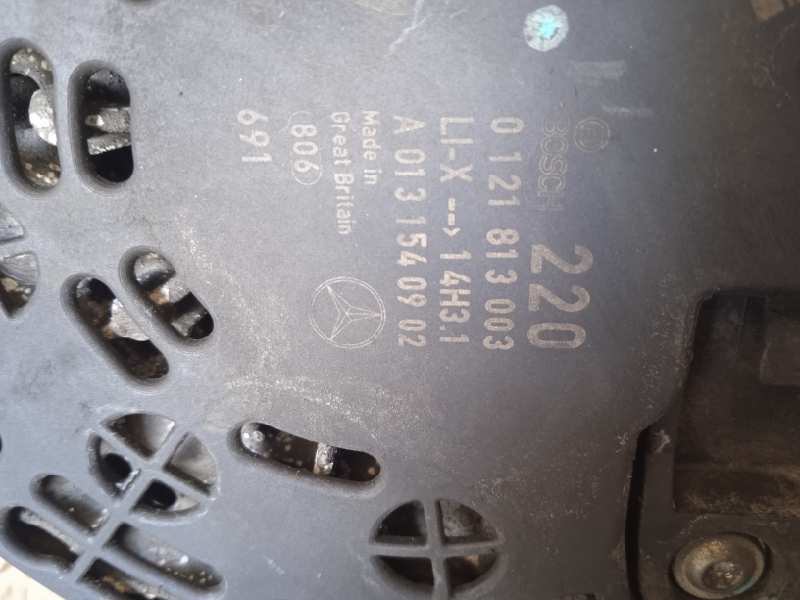 BOSCH
220
0 121 813 003
LI-X --> 14H3.1
A 013 154 09 02
Made in
Great Britain
806
691